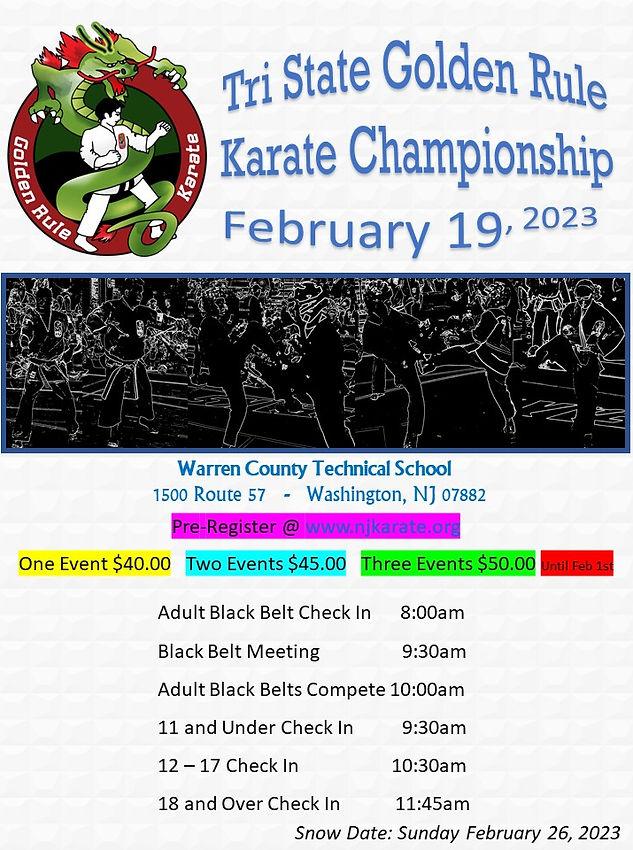 Golden Rule Karate
Tri State Golden Rule
Karate Championship
February 19, 2023
Warren County Technical School
1500 Route 57 - Washington, NJ 07882
Pre-Register @ www.njkarate.org
One Event $40.00 Two Events $45.00 Three Events $50.00 Until Feb 1st
Adult Black Belt Check In 8:00am
Black Belt Meeting 9:30am
Adult Black Belts Compete 10:00am
11 and Under Check In 9:30am
12 – 17 Check In 10:30am
18 and Over Check In 11:45am
Snow Date: Sunday February 26, 2023